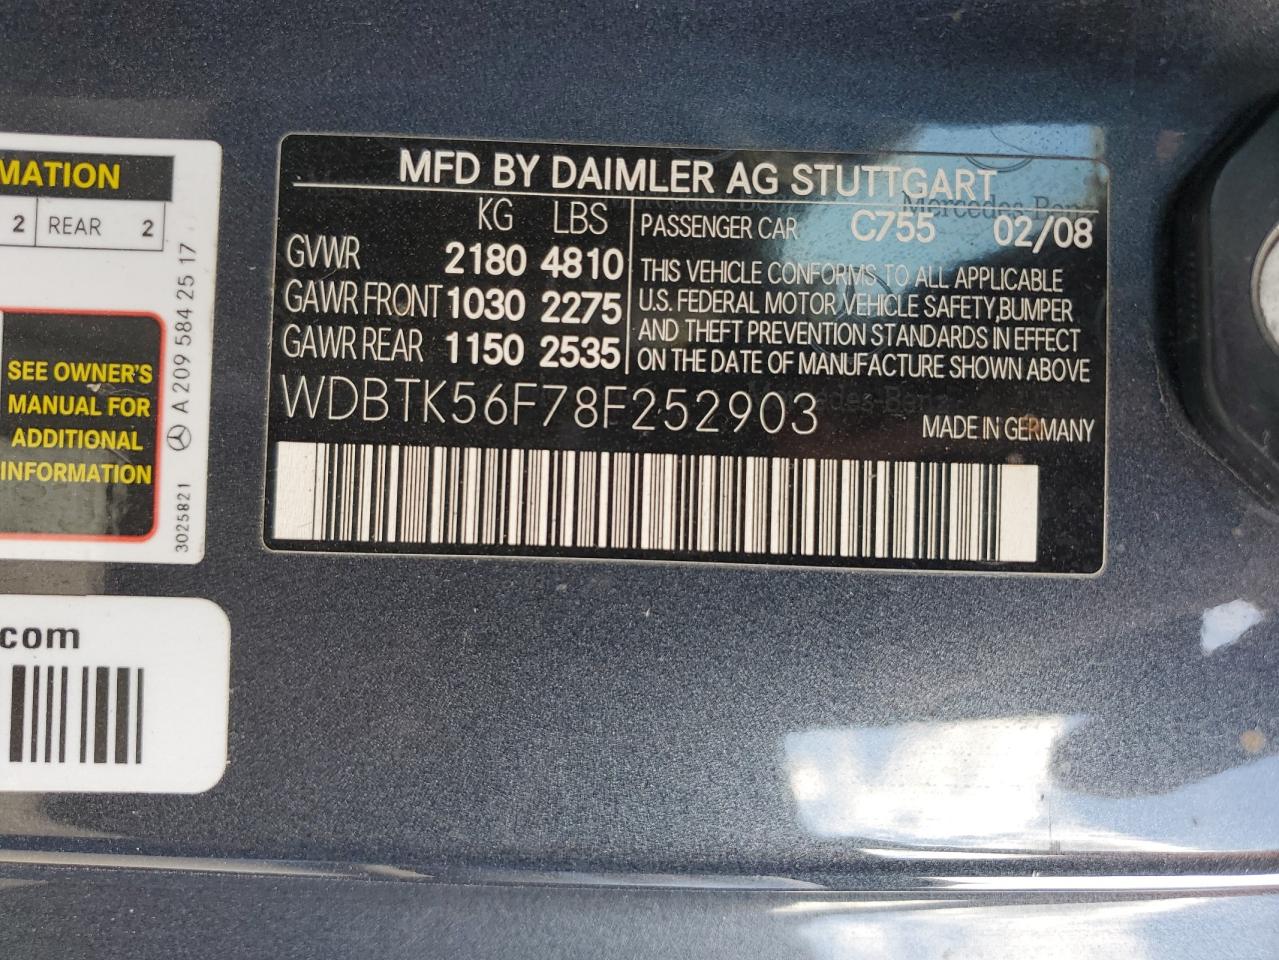 MATION
2 REAR 2
SEE OWNER'S
MANUAL FOR
ADDITIONAL
INFORMATION
3025821 A 209 584 25 17
.com
MFD BY DAIMLER AG STUTTGART
KG LBS
GVWR 2180 4810
GAWR FRONT 1030 2275
GAWR REAR 1150 2535
PASSENGER CAR C755 02/08
THIS VEHICLE CONFORMS TO ALL APPLICABLE
U.S. FEDERAL MOTOR VEHICLE SAFETY,BUMPER
AND THEFT PREVENTION STANDARDS IN EFFECT
ON THE DATE OF MANUFACTURE SHOWN ABOVE
WDBTK56F78F252903
MADE IN GERMANY
Mercedes-Benz